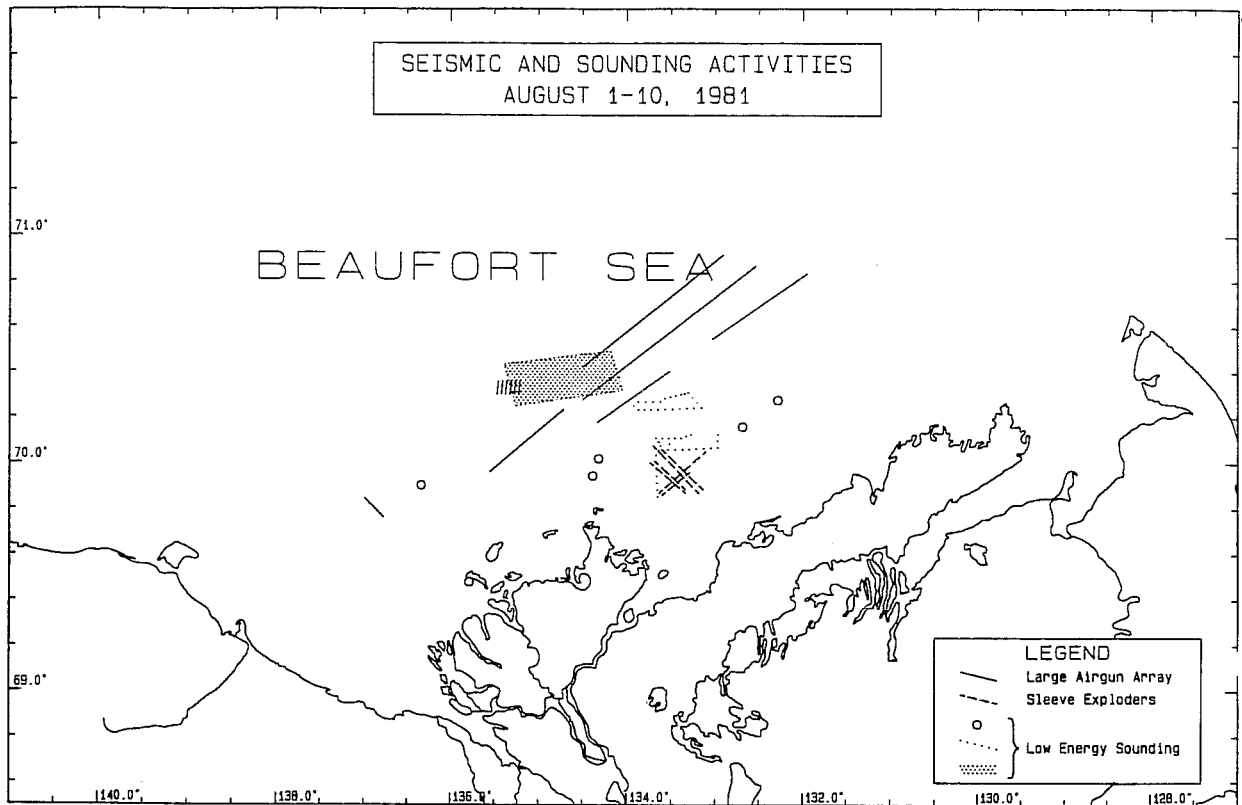 SEISMIC AND SOUNDING ACTIVITIES
AUGUST 1-10, 1981
71.0°
BEAUFORT SEA
70.0°
69.0°
LEGEND
Large Airgun Array
Sleeve Exploders
Low Energy Sounding
140.0° 138.0° 136.0° 134.0° 132.0° 130.0° 128.0°